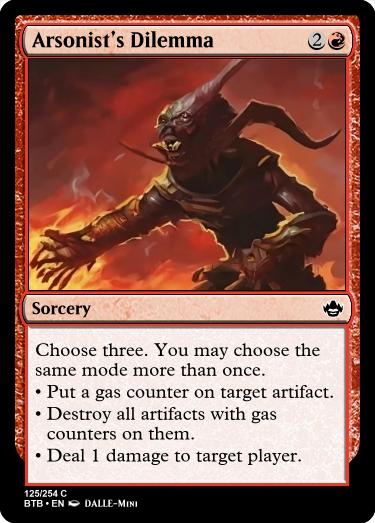 Arsonist's Dilemma 2
Sorcery
Choose three. You may choose the
same mode more than once.
• Put a gas counter on target artifact.
• Destroy all artifacts with gas
counters on them.
• Deal 1 damage to target player.
125/254 C
BTB • EN DALLE-Mini